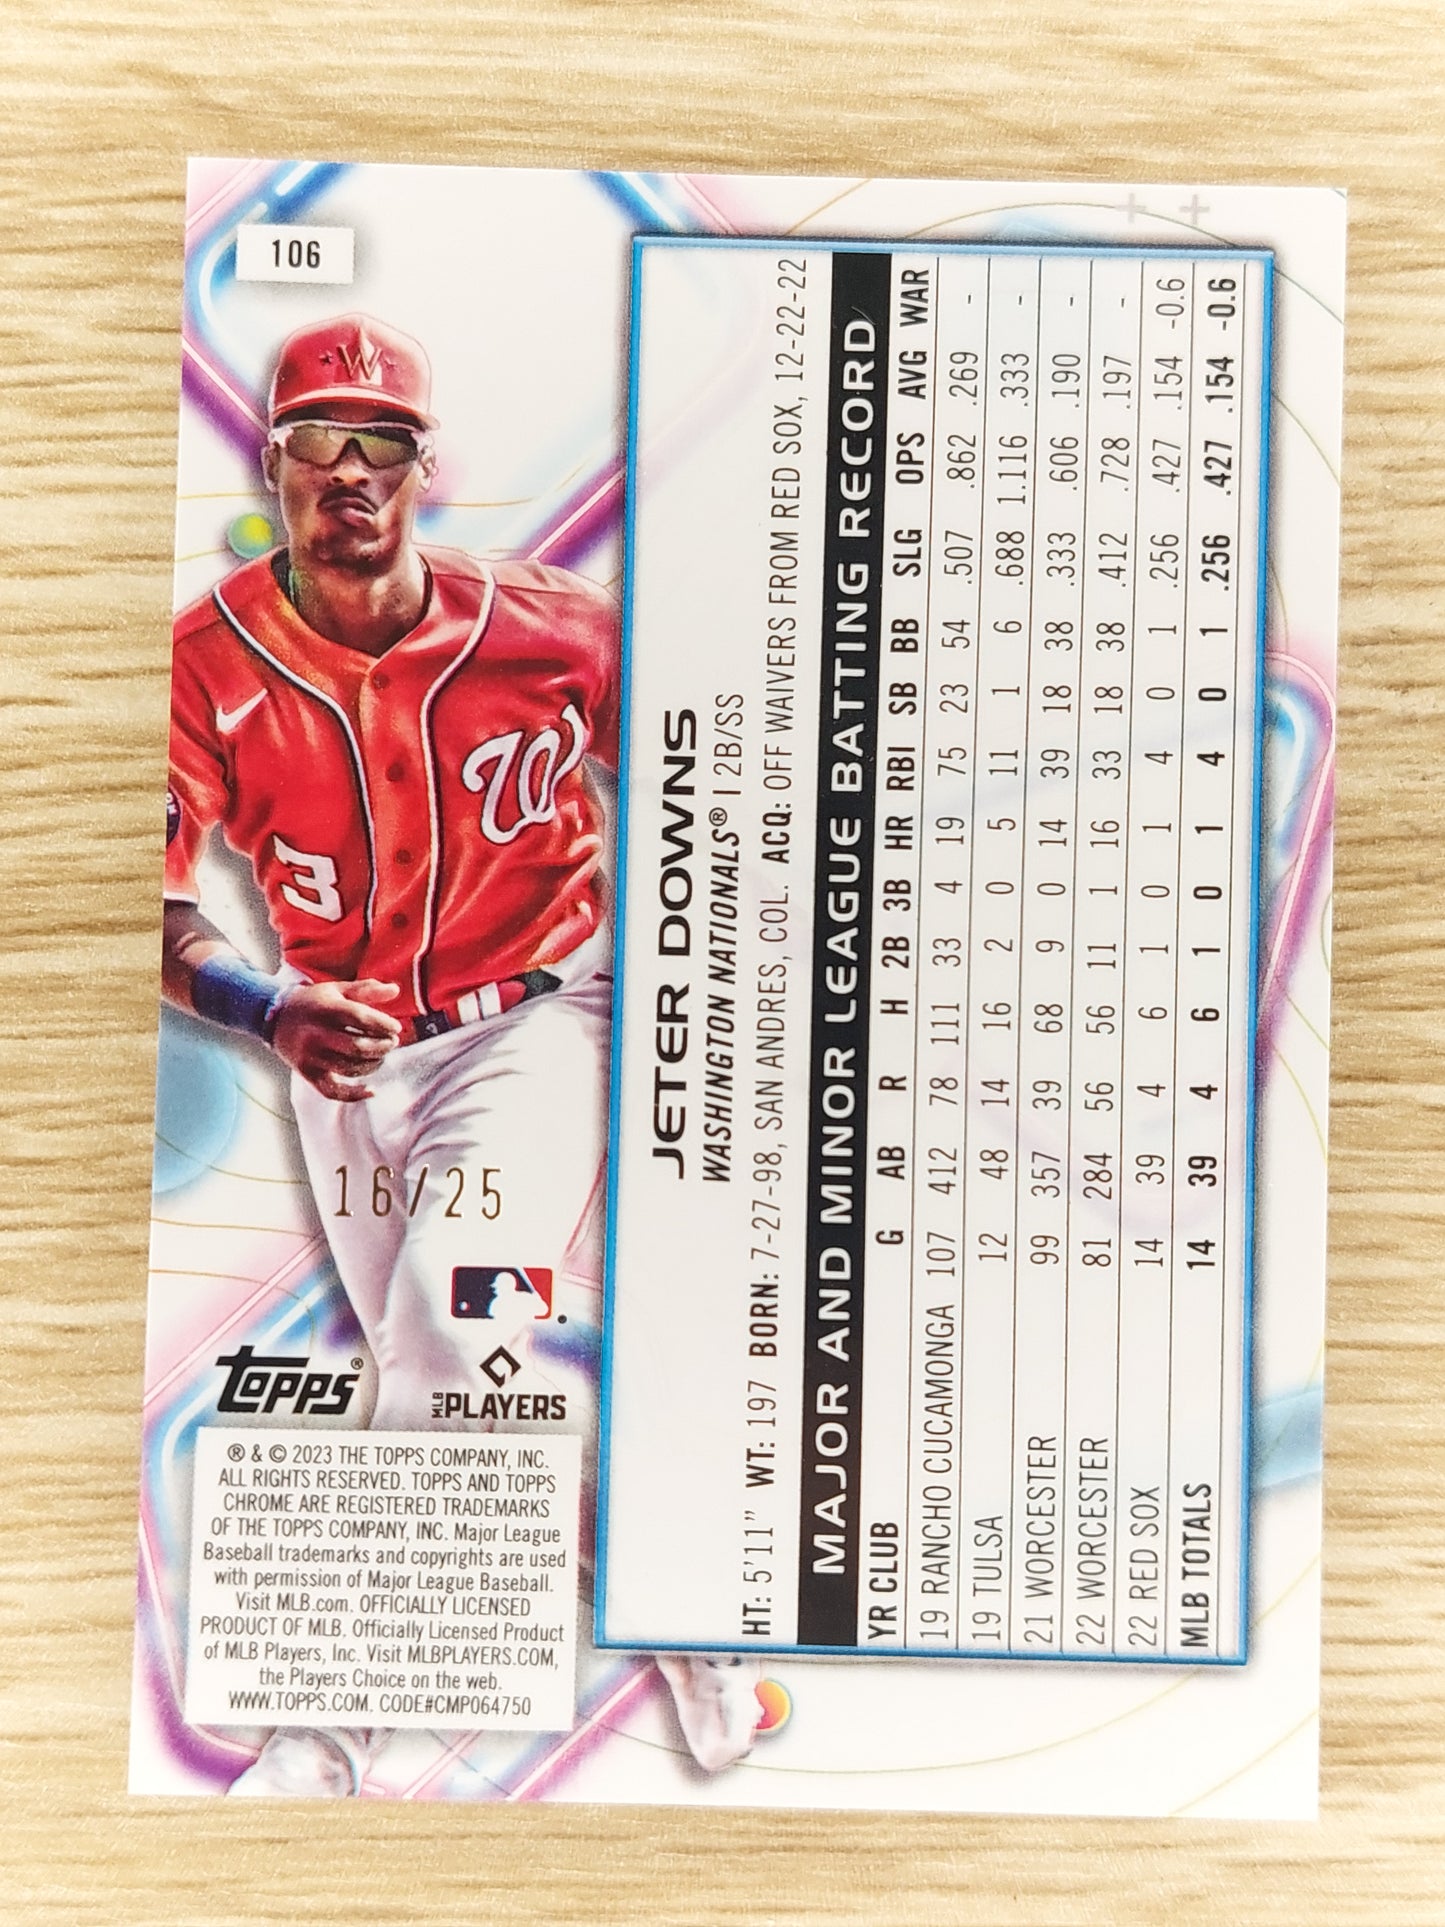 106
W
3
W
16/25
TOPPS®
MLB PLAYERS
® & © 2023 THE TOPPS COMPANY, INC.
ALL RIGHTS RESERVED. TOPPS AND TOPPS
CHROME ARE REGISTERED TRADEMARKS
OF THE TOPPS COMPANY, INC. Major League
Baseball trademarks and copyrights are used
with permission of Major League Baseball.
Visit MLB.com. OFFICIALLY LICENSED
PRODUCT OF MLB. Officially Licensed Product
of MLB Players, Inc. Visit MLBPLAYERS.COM,
the Players Choice on the web.
WWW.TOPPS.COM. CODE#CMP064750
JETER DOWNS
WASHINGTON NATIONALS® | 2B/SS
HT: 5'11" WT: 197 BORN: 7-27-98, SAN ANDRES, COL. ACQ: OFF WAIVERS FROM RED SOX, 12-22-22
MAJOR AND MINOR LEAGUE BATTING RECORD
YR CLUB G AB R H 2B 3B HR RBI SB BB SLG OPS AVG WAR
19 RANCHO CUCAMONGA 107 412 78 111 33 4 19 75 23 54 .507 .862 .269 -
19 TULSA 12 48 14 16 2 0 5 11 1 6 .688 1.116 .333 -
21 WORCESTER 99 357 39 68 9 0 14 39 18 38 .333 .606 .190 -
22 WORCESTER 81 284 56 56 11 1 16 33 18 38 .412 .728 .197 -
22 RED SOX 14 39 4 6 1 0 1 4 0 1 .256 .427 .154 -0.6
MLB TOTALS 14 39 4 6 1 0 1 4 0 1 .256 .427 .154 -0.6